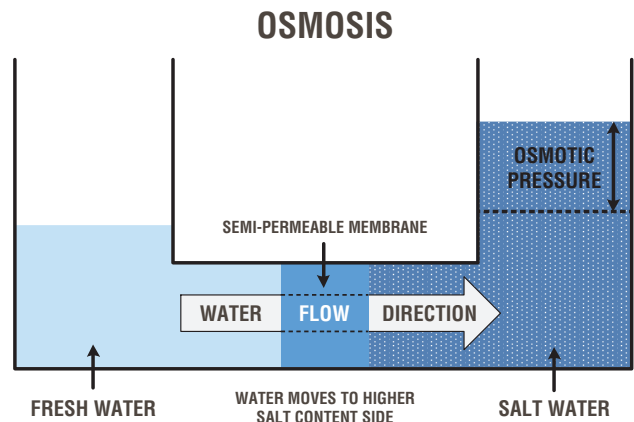 OSMOSIS
OSMOTIC
PRESSURE
SEMI-PERMEABLE MEMBRANE
WATER FLOW DIRECTION
FRESH WATER
WATER MOVES TO HIGHER
SALT CONTENT SIDE
SALT WATER